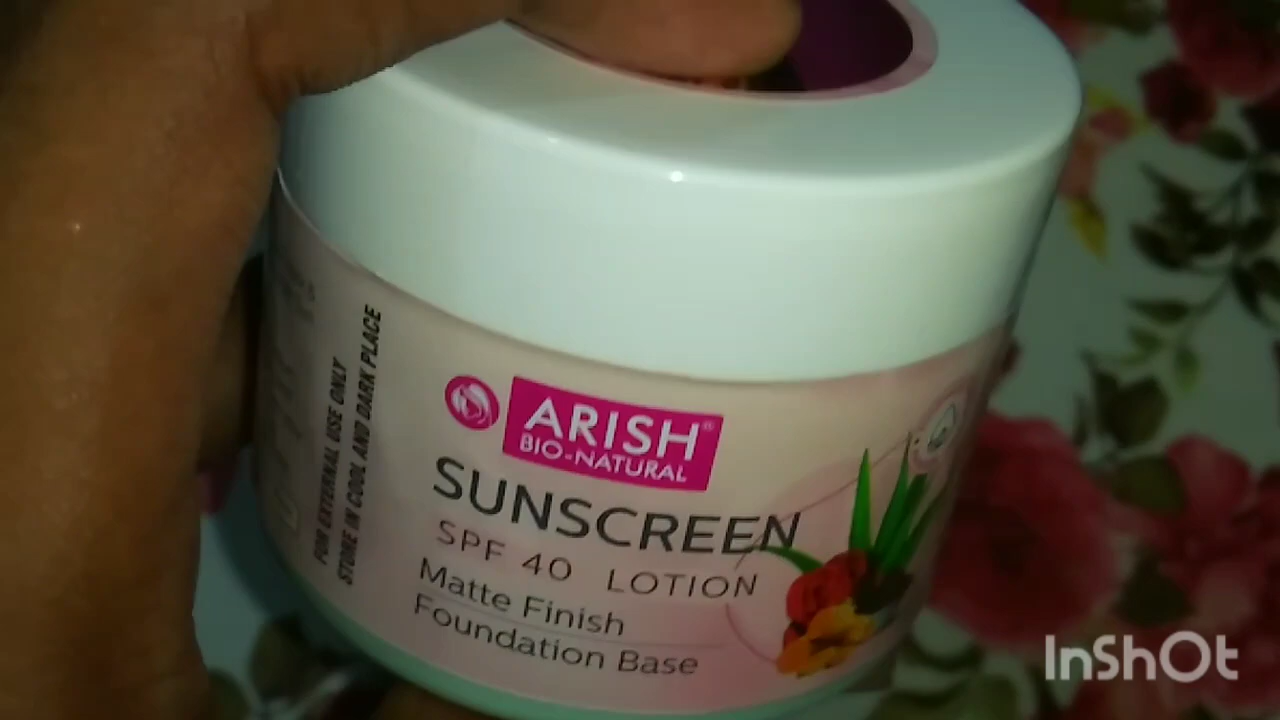 ARISH®
BIO-NATURAL
SUNSCREEN
SPF 40 LOTION
Matte Finish
Foundation Base
FOR EXTERNAL USE ONLY
STORE IN COOL AND DARK PLACE
InShOt